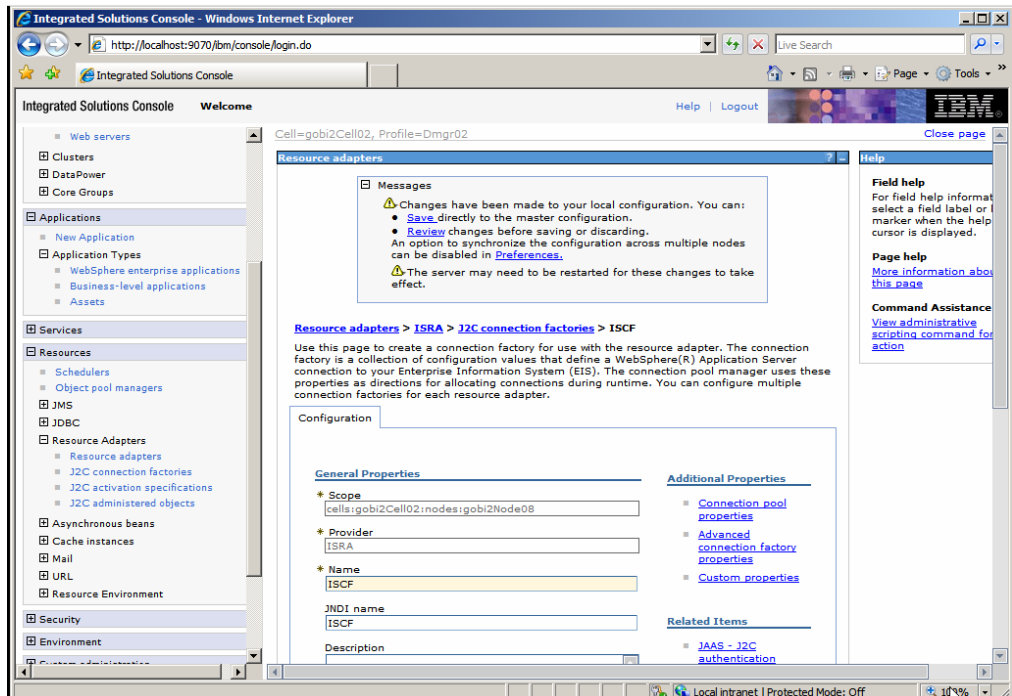 Integrated Solutions Console - Windows Internet Explorer
http://localhost:9070/ibm/console/login.do
Live Search
Integrated Solutions Console
Page
Tools
»
Integrated Solutions Console Welcome
Help | Logout
IBM
Web servers
Clusters
DataPower
Core Groups
Applications
New Application
Application Types
WebSphere enterprise applications
Business-level applications
Assets
Services
Resources
Schedulers
Object pool managers
JMS
JDBC
Resource Adapters
Resource adapters
J2C connection factories
J2C activation specifications
J2C administered objects
Asynchronous beans
Cache instances
Mail
URL
Resource Environment
Security
Environment
Cell=gobi2Cell02, Profile=Dmgr02
Close page
Resource adapters
Messages
Changes have been made to your local configuration. You can:
Save directly to the master configuration.
Review changes before saving or discarding.
An option to synchronize the configuration across multiple nodes
can be disabled in Preferences.
The server may need to be restarted for these changes to take
effect.
Resource adapters > ISRA > J2C connection factories > ISCF
Use this page to create a connection factory for use with the resource adapter. The connection
factory is a collection of configuration values that define a WebSphere(R) Application Server
connection to your Enterprise Information System (EIS). The connection pool manager uses these
properties as directions for allocating connections during runtime. You can configure multiple
connection factories for each resource adapter.
Configuration
General Properties
* Scope
cells:gobi2Cell02:nodes:gobi2Node08
* Provider
ISRA
* Name
ISCF
JNDI name
ISCF
Description
Additional Properties
Connection pool
properties
Advanced
connection factory
properties
Custom properties
Related Items
JAAS - J2C
authentication
Help
Field help
For field help informat
select a field label or
marker when the help
cursor is displayed.
Page help
More information abou
this page
Command Assistance
View administrative
scripting command for
action
Local intranet | Protected Mode: Off